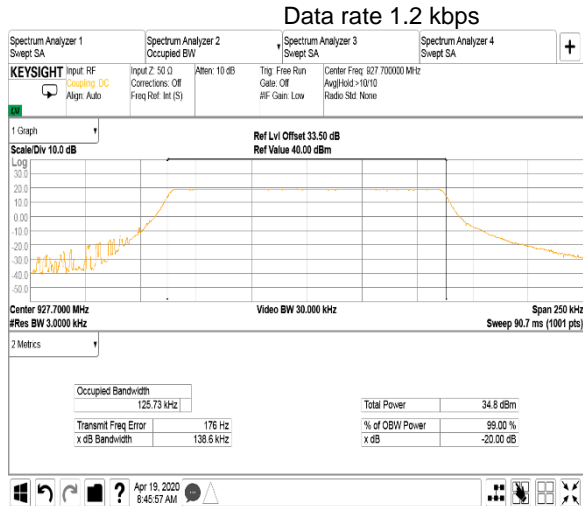 Data rate 1.2 kbps
Spectrum Analyzer 1
Swept SA
Spectrum Analyzer 2
Occupied BW
Spectrum Analyzer 3
Swept SA
Spectrum Analyzer 4
Swept SA
+
KEYSIGHT
Input: RF
Coupling: DC
Align: Auto
Input Z: 50 Ω
Corrections: Off
Freq Ref: Int (S)
Atten: 10 dB
Trig: Free Run
Gate: Off
#IF Gain: Low
Center Freq: 927.700000 MHz
Avg|Hold:>10/10
Radio Std: None
1 Graph
Scale/Div 10.0 dB
Ref Lvl Offset 33.50 dB
Ref Value 40.00 dBm
Log
30.0
20.0
10.0
0.00
-10.0
-20.0
-30.0
-40.0
-50.0
Center 927.7000 MHz
#Res BW 3.0000 kHz
Video BW 30.000 kHz
Span 250 kHz
Sweep 90.7 ms (1001 pts)
2 Metrics
Occupied Bandwidth
125.73 kHz
Transmit Freq Error 176 Hz
x dB Bandwidth 138.6 kHz
Total Power 34.8 dBm
% of OBW Power 99.00 %
x dB -20.00 dB
?
Apr 19, 2020
8:45:57 AM